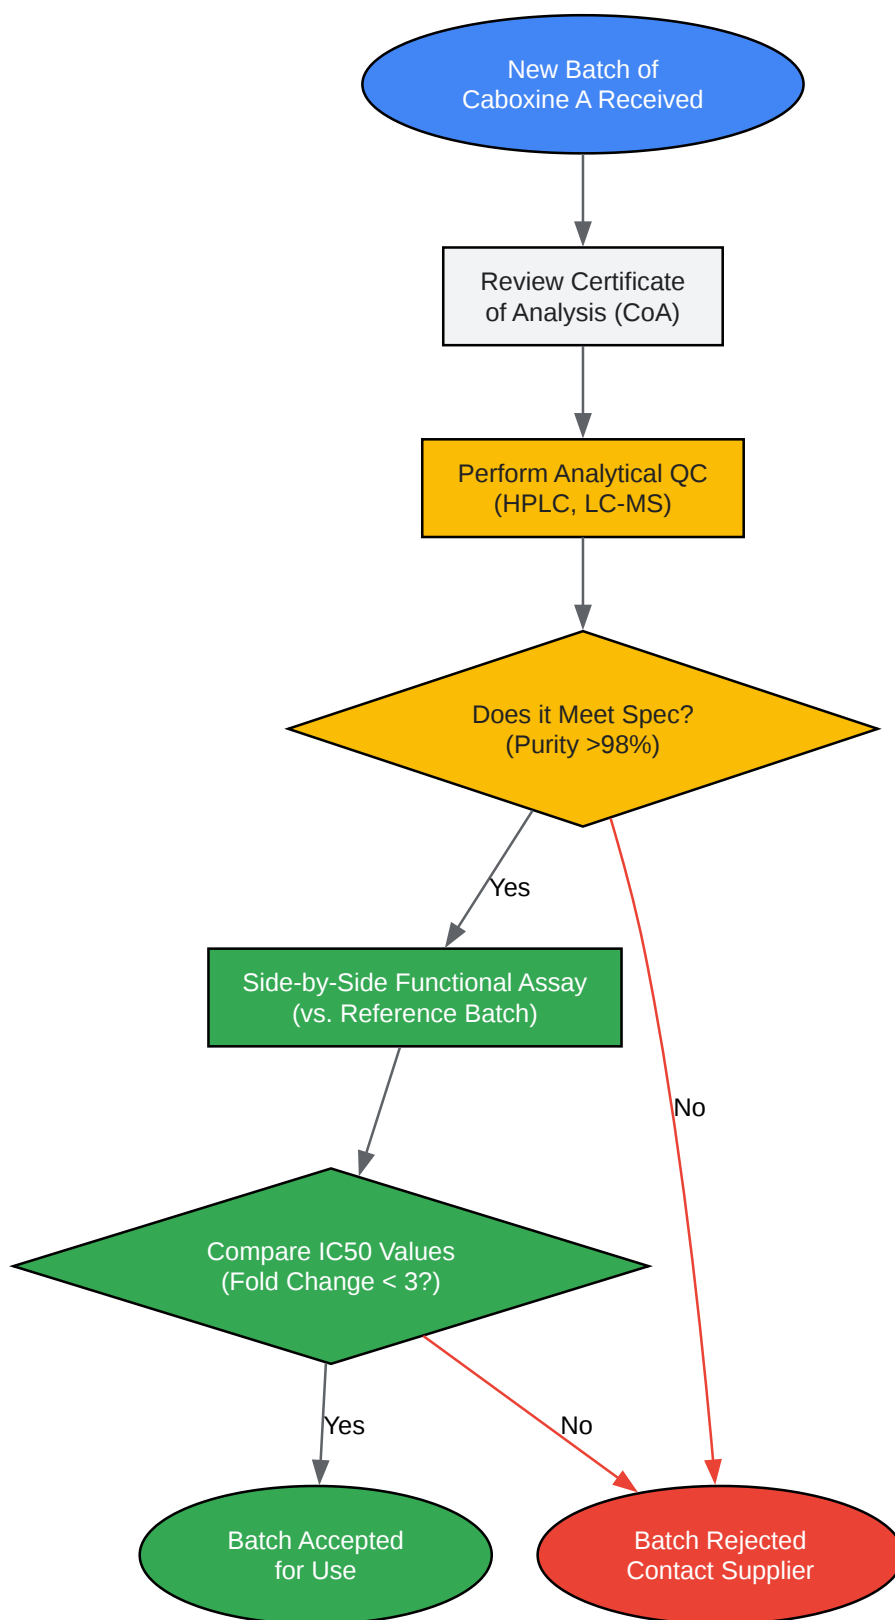 New Batch of
Caboxine A Received
Review Certificate
of Analysis (CoA)
Perform Analytical QC
(HPLC, LC-MS)
Does it Meet Spec?
(Purity >98%)
Yes
Side-by-Side Functional Assay
(vs. Reference Batch)
No
Compare IC50 Values
(Fold Change < 3?)
Yes
No
Batch Accepted
for Use
Batch Rejected
Contact Supplier